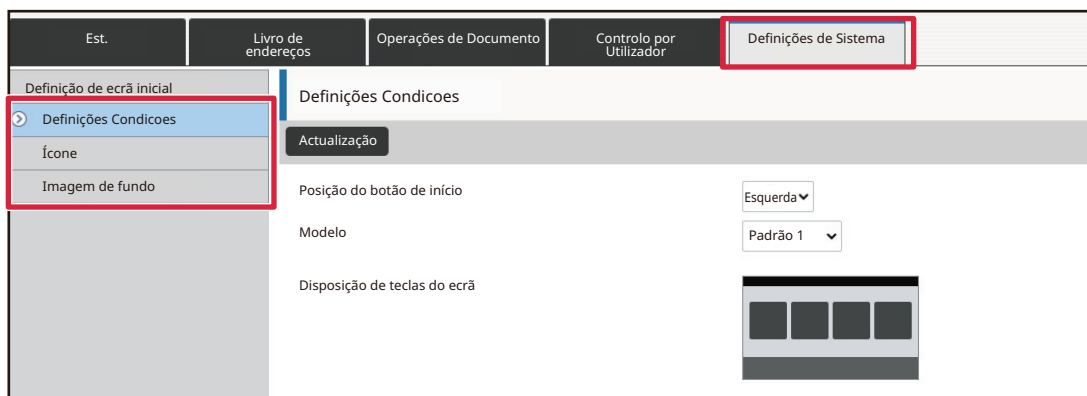 Est.
Livro de
endereços
Operações de Documento
Controlo por
Utilizador
Definições de Sistema
Definição de ecrã inicial
Definições Condicoes
Ícone
Imagem de fundo
Definições Condicoes
Actualização
Posição do botão de início
Esquerda
Modelo
Padrão 1
Disposição de teclas do ecrã